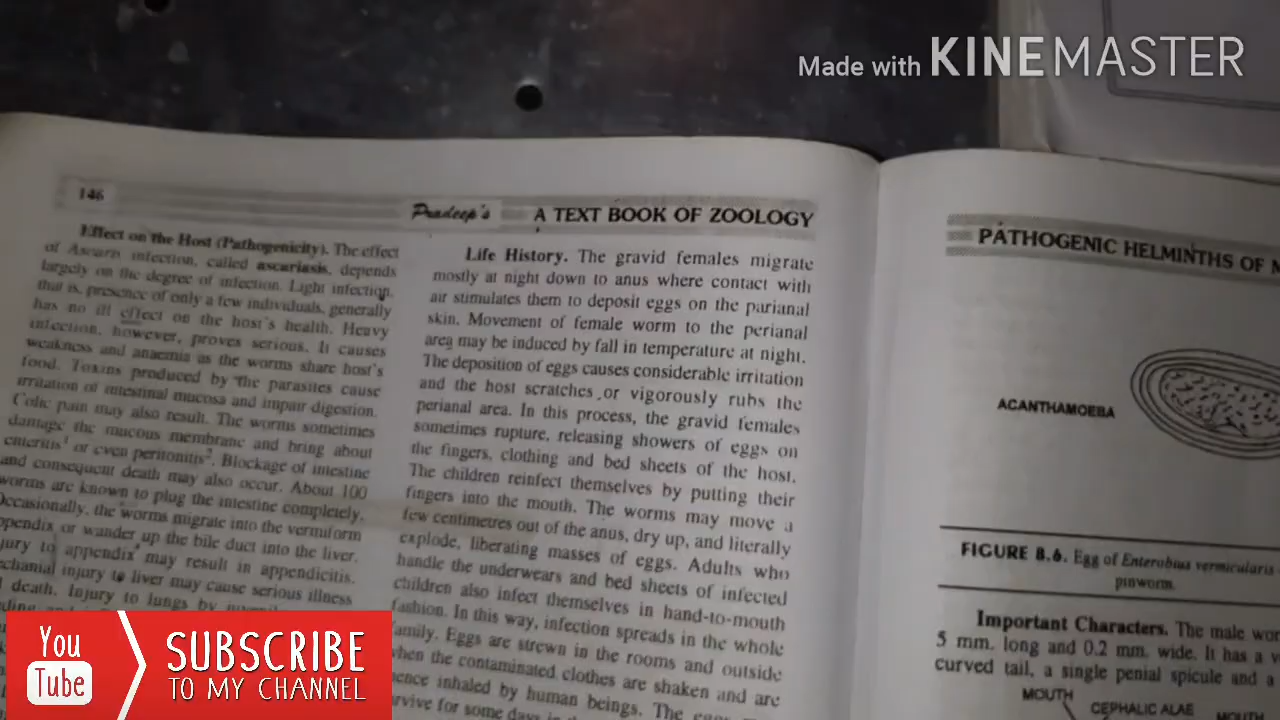 Made with KINEMASTER
146
Pradeep's A TEXT BOOK OF ZOOLOGY
Effect on the Host (Pathogenicity). The effect
of Ascaris infection, called ascariasis, depends
largely on the degree of infection. Light infection,
that is, presence of only a few individuals, generally
has no ill effect on the host's health. Heavy
infection, however, proves serious. It causes
weakness and anaemia as the worms share host's
food. Toxins produced by the parasites cause
irritation of intestinal mucosa and impair digestion.
Colic pain may also result. The worms sometimes
damage the mucous membrane and bring about
enteritis¹ or even peritonitis². Blockage of intestine
and consequent death may also occur. About 100
worms are known to plug the intestine completely.
Occasionally, the worms migrate into the vermiform
ppendix or wander up the bile duct into the liver.
jury to appendix may result in appendicitis.
echanial injury to liver may cause serious illness
death. Injury to lungs by
Life History. The gravid females migrate
mostly at night down to anus where contact with
air stimulates them to deposit eggs on the parianal
skin. Movement of female worm to the perianal
area may be induced by fall in temperature at night.
The deposition of eggs causes considerable irritation
and the host scratches or vigorously rubs the
perianal area. In this process, the gravid females
sometimes rupture, releasing showers of eggs on
the fingers, clothing and bed sheets of the host.
The children reinfect themselves by putting their
fingers into the mouth. The worms may move a
few centimetres out of the anus, dry up, and literally
explode, liberating masses of eggs. Adults who
handle the underwears and bed sheets of infected
children also infect themselves in hand-to-mouth
fashion. In this way, infection spreads in the whole
family. Eggs are strewn in the rooms and outside
when the contaminated clothes are shaken and are
hence inhaled by human beings. The eggs
rvive for some days in
PATHOGENIC HELMINTHS OF M
ACANTHAMOEBA
FIGURE 8.6. Egg of Enterobius vermicularis
pinworm.
Important Characters. The male wor
5 mm. long and 0.2 mm. wide. It has a v
curved tail, a single penial spicule and a
MOUTH
CEPHALIC ALAE
MOUTH
You Tube
SUBSCRIBE
TO MY CHANNEL